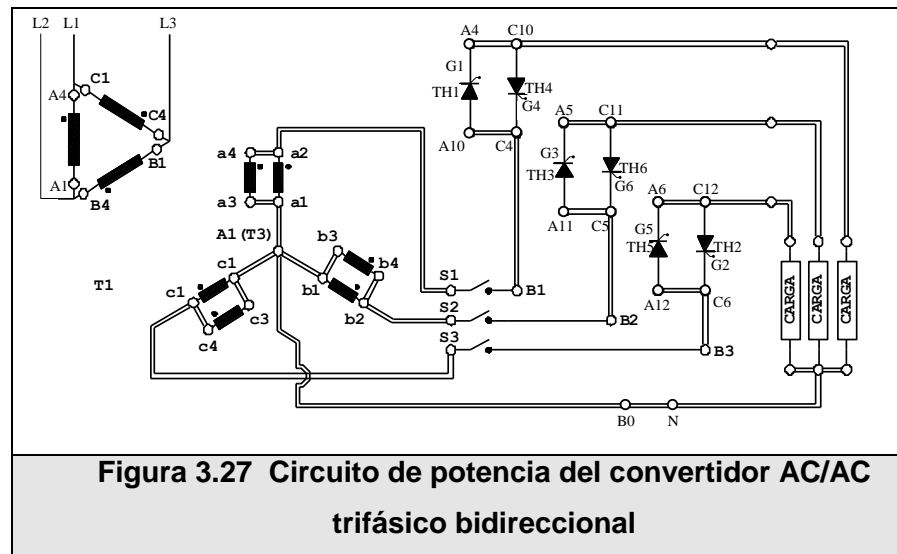 L2 L1 L3
A4 C10
C1
G1
TH1 TH4
G4
A4
C4
A5 C11
A10 C4
B1
a4 a2
G3
TH3 TH6
G6
A1
B4
a3 a1
A6 C12
A11 C5
A1(T3)
b3
G5
TH5 TH2
G2
c1
b4
T1
c1
b1
S1
B1
A12 C6
c3
b2
S2
B2
c4
S3
B3
CARGA CARGA CARGA
B0 N
Figura 3.27 Circuito de potencia del convertidor AC/AC
trifásico bidireccional